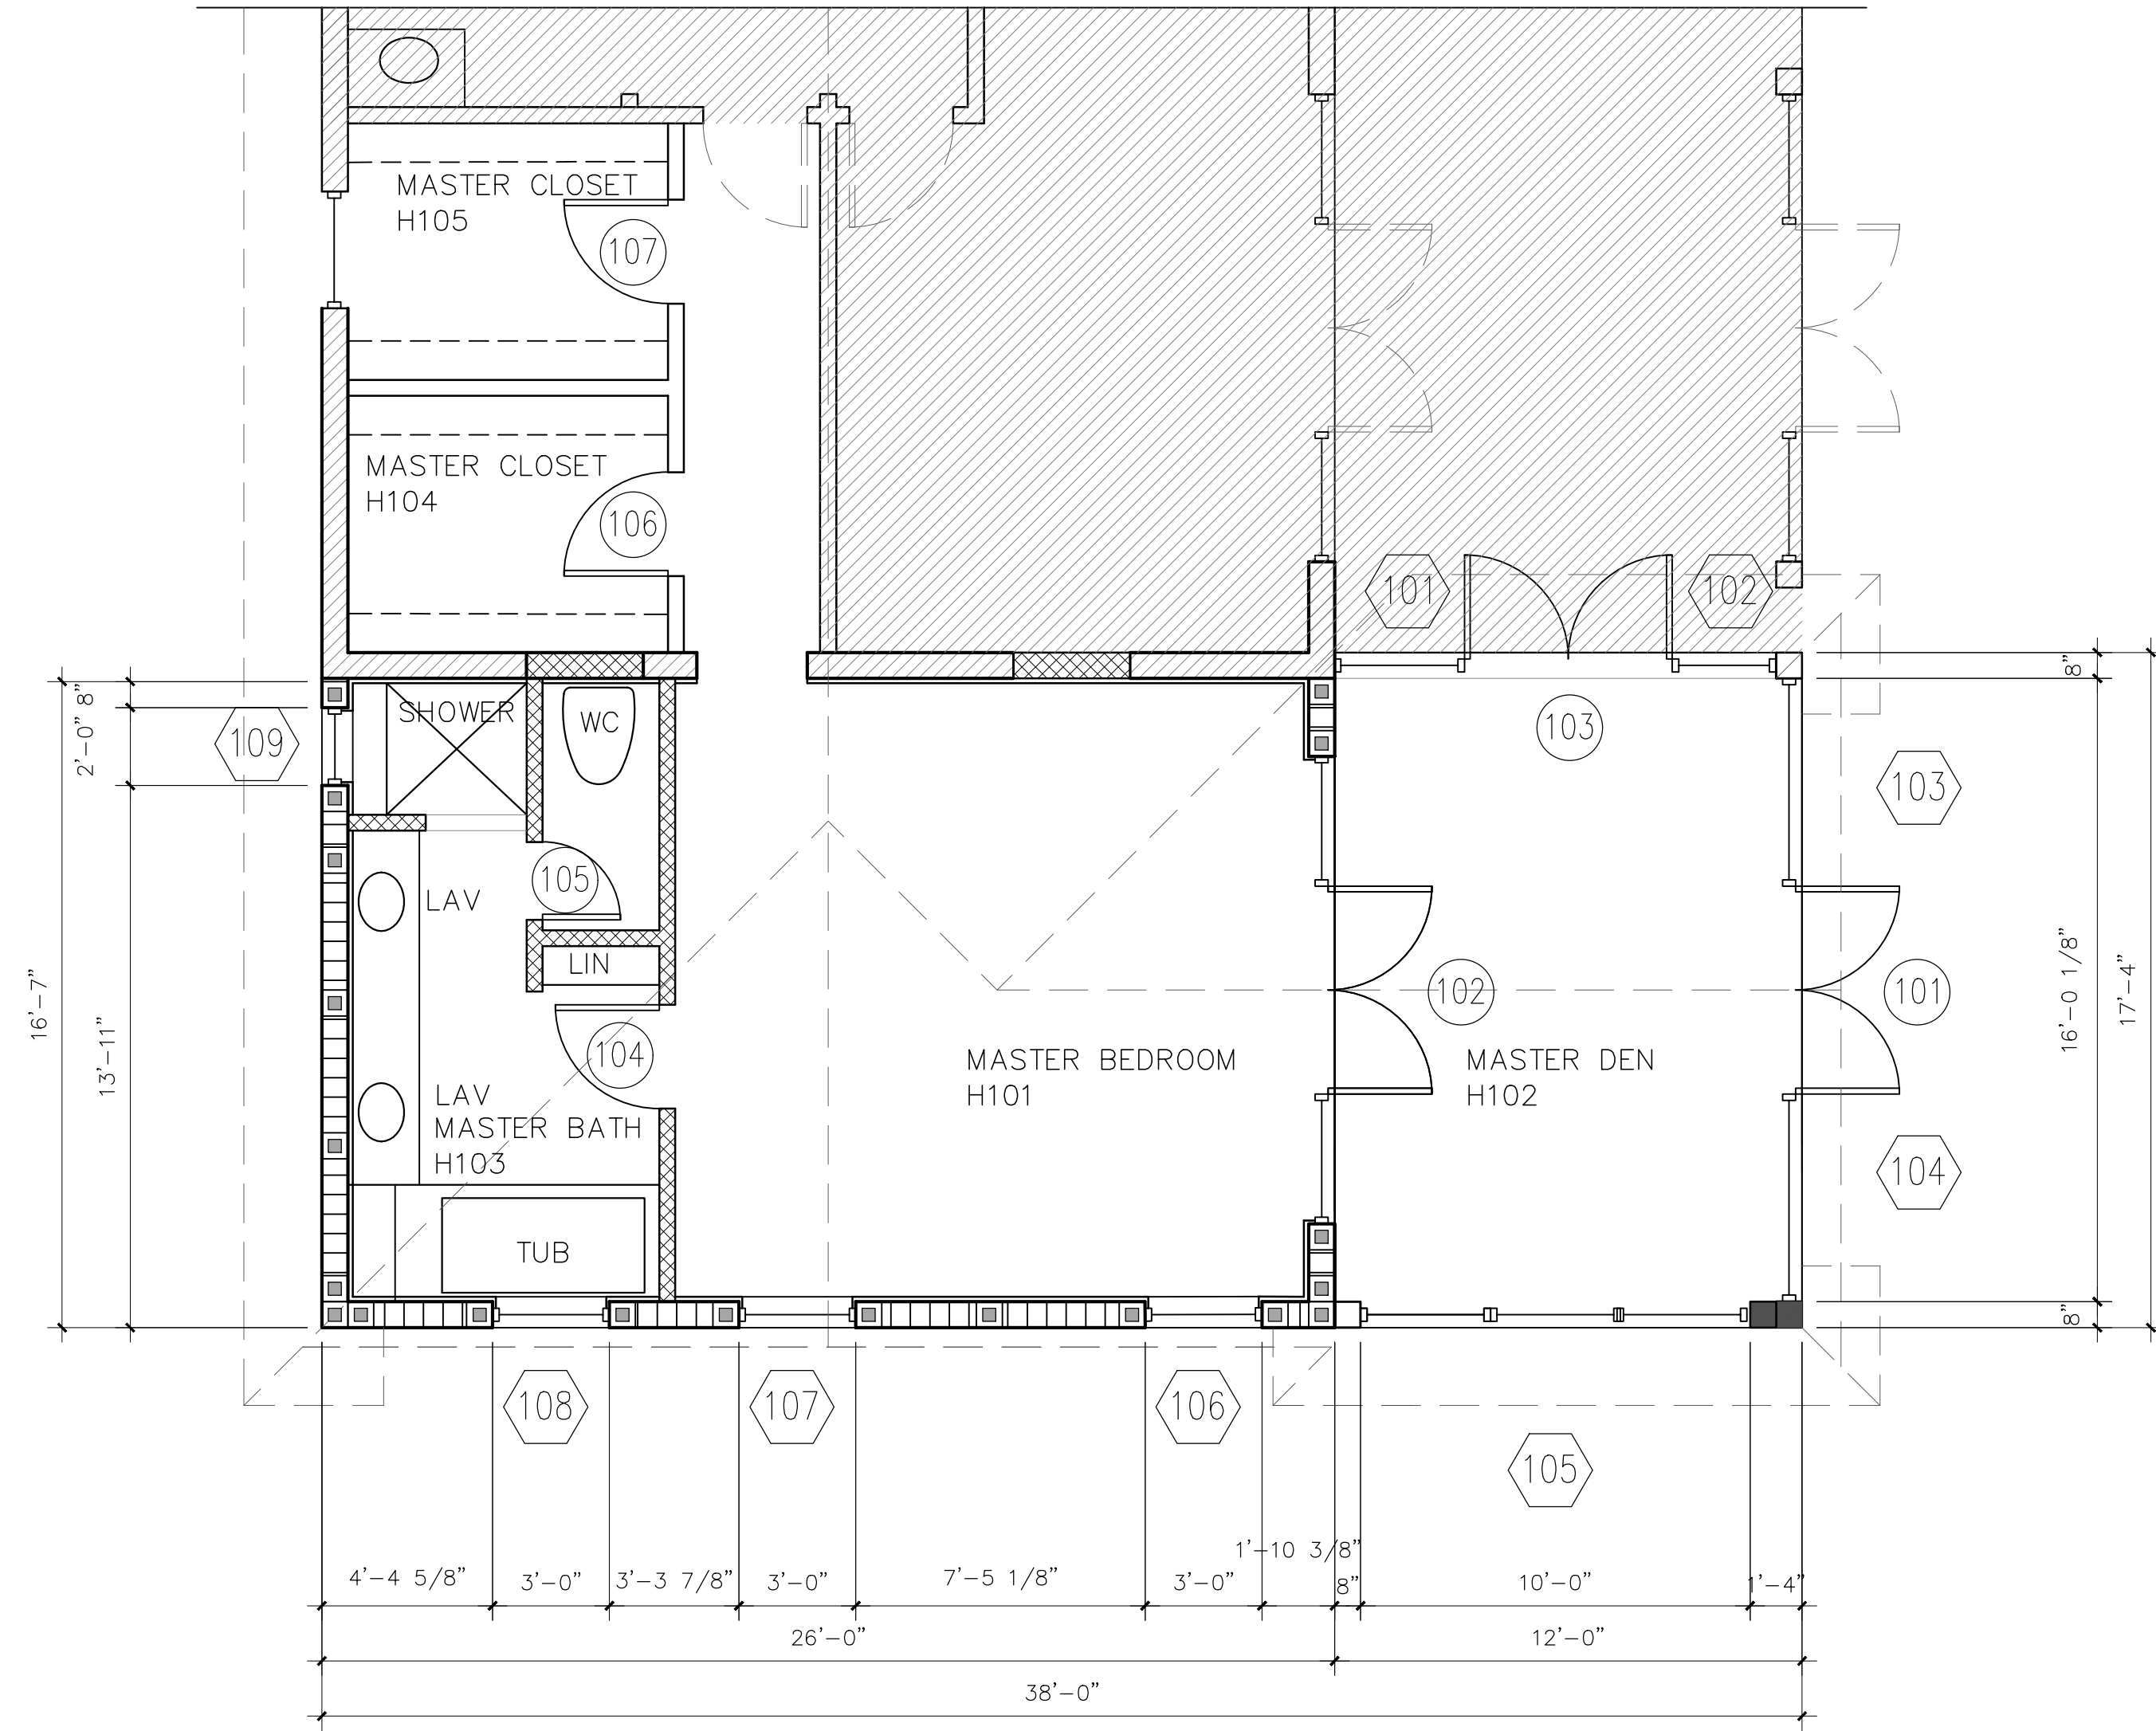 MASTER CLOSET
H105
107
MASTER CLOSET
H104
106
101
102
8”
2’-0”
8”
SHOWER
WC
109
103
103
105
LAV
LIN
16’-7”
13’-11”
102
101
16’-0 1/8”
17’-4”
104
MASTER BEDROOM
H101
MASTER DEN
H102
LAV
MASTER BATH
H103
104
TUB
8”
108
107
106
105
4’-4 5/8”
3’-0”
3’-3 7/8”
3’-0”
7’-5 1/8”
3’-0”
1’-10 3/8”
8”
10’-0”
1’-4”
26’-0”
12’-0”
38’-0”